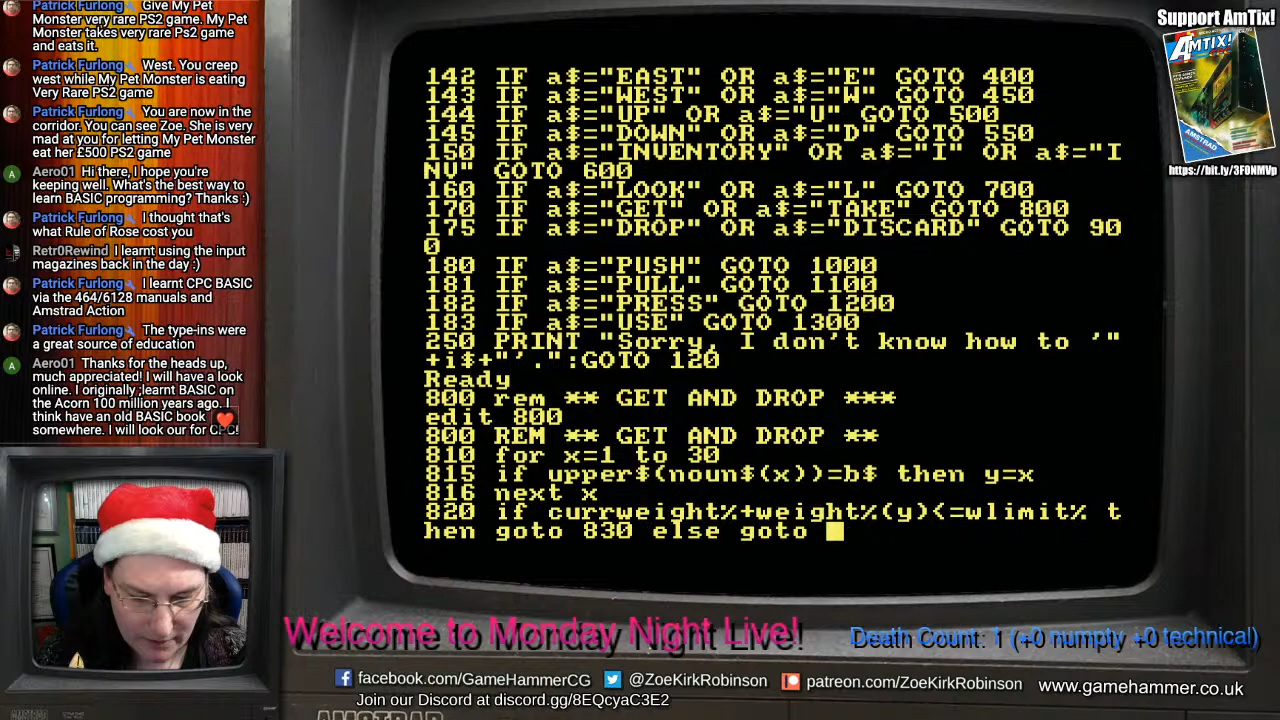 Patrick Furlong Give My Pet
Monster very rare PS2 game. My Pet
Monster takes very rare Ps2 game
and eats it.
Patrick Furlong West. You creep
west while My Pet Monster is eating
Very Rare PS2 game
Patrick Furlong You are now in the
corridor. You can see Zoe. She is very
mad at you for letting My Pet Monster
eat her £500 PS2 game
A
Aero01 Hi there, I hope you're
keeping well. What's the best way to
learn BASIC programming? Thanks :)
Patrick Furlong I thought that's
what Rule of Rose cost you
Retr0Rewind I learnt using the input
magazines back in the day :)
Patrick Furlong I learnt CPC BASIC
via the 464/6128 manuals and
Amstrad Action
Patrick Furlong The type-ins were
a great source of education
A
Aero01 Thanks for the heads up,
much appreciated! I will have a look
online. I originally ;learnt BASIC on
the Acorn 100 million years ago. I
think have an old BASIC book
somewhere. I will look our for CPC!
142 IF a$="EAST" OR a$="E" GOTO 400
143 IF a$="WEST" OR a$="W" GOTO 450
144 IF a$="UP" OR a$="U" GOTO 500
145 IF a$="DOWN" OR a$="D" GOTO 550
150 IF a$="INVENTORY" OR a$="I" OR a$="I
NV" GOTO 600
160 IF a$="LOOK" OR a$="L" GOTO 700
170 IF a$="GET" OR a$="TAKE" GOTO 800
175 IF a$="DROP" OR a$="DISCARD" GOTO 90
0
180 IF a$="PUSH" GOTO 1000
181 IF a$="PULL" GOTO 1100
182 IF a$="PRESS" GOTO 1200
183 IF a$="USE" GOTO 1300
250 PRINT "Sorry, I don't know how to '"
+i$+"'.":GOTO 120
Ready
800 rem ** GET AND DROP ***
edit 800
800 REM ** GET AND DROP **
810 for x=1 to 30
815 if upper$(noun$(x))=b$ then y=x
816 next x
820 if currweight%+weight%(y)<=wlimit% t
hen goto 830 else goto
Support AmTix!
AMTIX!
AMSTRAD
https://bit.ly/3F0NMVp
Welcome to Monday Night Live!
Death Count: 1 (+0 numpty +0 technical)
facebook.com/GameHammerCG
@ZoeKirkRobinson
patreon.com/ZoeKirkRobinson
www.gamehammer.co.uk
Join our Discord at discord.gg/8EQcyaC3E2
AMSTRAD